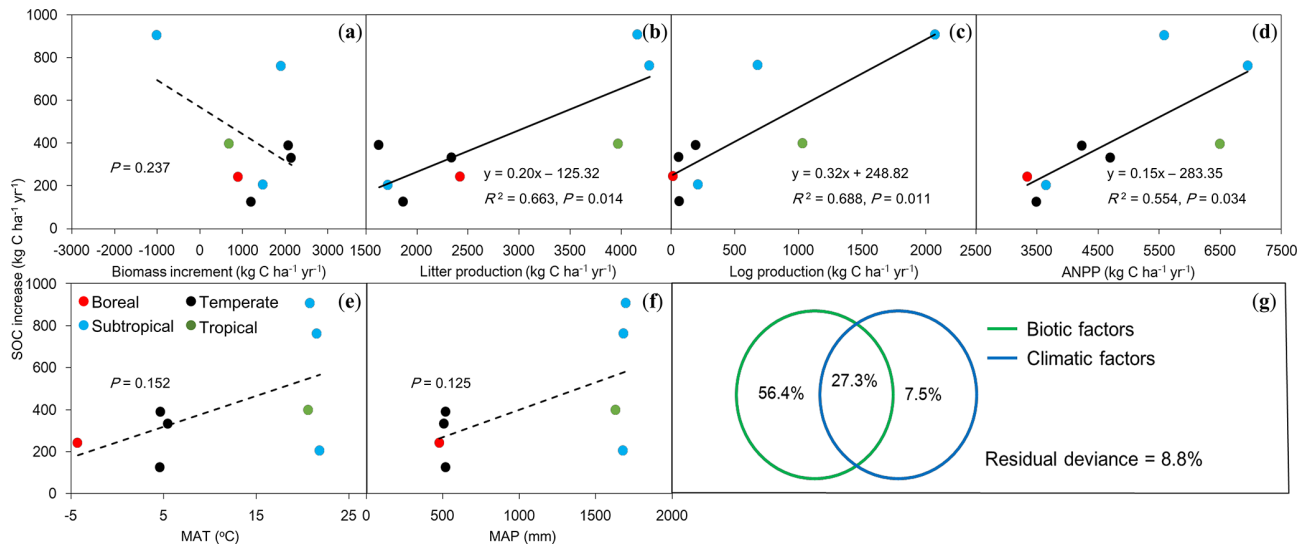 SOC increase (kg C ha⁻¹ yr⁻¹)
1000
800
600
400
200
0
(a)
P = 0.237
-3000 -1000 0 1000 3000
Biomass increment (kg C ha⁻¹ yr⁻¹)
(b)
y = 0.20x − 125.32
R² = 0.663, P = 0.014
1500 2500 3500 4500
Litter production (kg C ha⁻¹ yr⁻¹)
(c)
y = 0.32x + 248.82
R² = 0.688, P = 0.011
0 500 1000 1500 2000 2500
Log production (kg C ha⁻¹ yr⁻¹)
(d)
y = 0.15x − 283.35
R² = 0.554, P = 0.034
3500 4500 5500 6500 7500
ANPP (kg C ha⁻¹ yr⁻¹)
1000
800
600
400
200
0
(e)
Boreal Temperate
Subtropical Tropical
P = 0.152
-5 5 15 25
MAT (ºC)
(f)
P = 0.125
0 500 1000 1500 2000
MAP (mm)
(g)
Biotic factors
Climatic factors
56.4% 27.3% 7.5%
Residual deviance = 8.8%